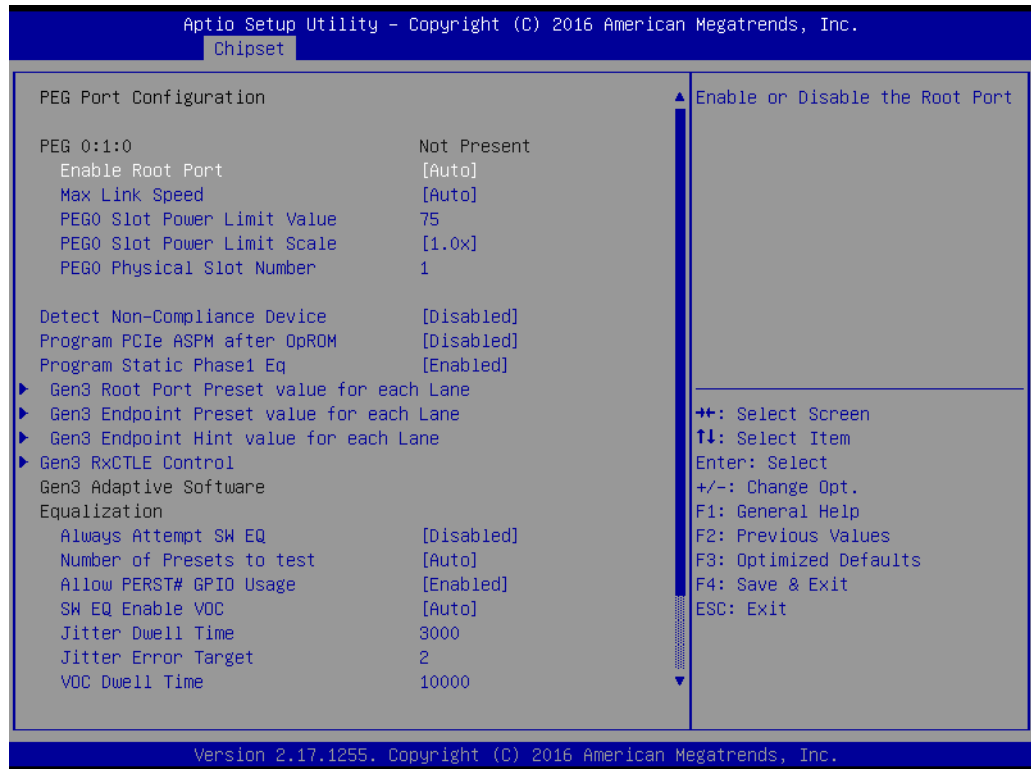 Aptio Setup Utility – Copyright (C) 2016 American Megatrends, Inc.
Chipset
PEG Port Configuration
PEG 0:1:0 Not Present
Enable Root Port [Auto]
Max Link Speed [Auto]
PEG0 Slot Power Limit Value 75
PEG0 Slot Power Limit Scale [1.0x]
PEG0 Physical Slot Number 1
Detect Non-Compliance Device [Disabled]
Program PCIe ASPM after OpROM [Disabled]
Program Static Phase1 Eq [Enabled]
Gen3 Root Port Preset value for each Lane
Gen3 Endpoint Preset value for each Lane
Gen3 Endpoint Hint value for each Lane
Gen3 RxCTLE Control
Gen3 Adaptive Software
Equalization
Always Attempt SW EQ [Disabled]
Number of Presets to test [Auto]
Allow PERST# GPIO Usage [Enabled]
SW EQ Enable VOC [Auto]
Jitter Dwell Time 3000
Jitter Error Target 2
VOC Dwell Time 10000
Enable or Disable the Root Port
→←: Select Screen
↑↓: Select Item
Enter: Select
+/-: Change Opt.
F1: General Help
F2: Previous Values
F3: Optimized Defaults
F4: Save & Exit
ESC: Exit
Version 2.17.1255. Copyright (C) 2016 American Megatrends, Inc.